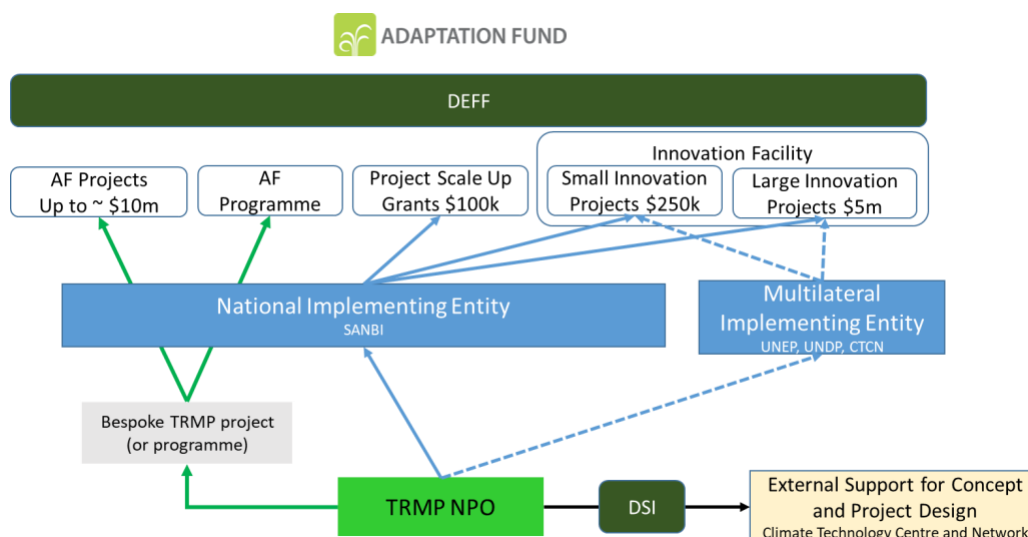 ADAPTATION FUND
DEFF
Innovation Facility
AF Projects
Up to ~ $10m
AF
Programme
Project Scale Up
Grants $100k
Small Innovation
Projects $250k
Large Innovation
Projects $5m
National Implementing Entity
SANBI
Multilateral
Implementing Entity
UNEP, UNDP, CTCN
Bespoke TRMP project
(or programme)
TRMP NPO
DSI
External Support for Concept
and Project Design
Climate Technology Centre and Network